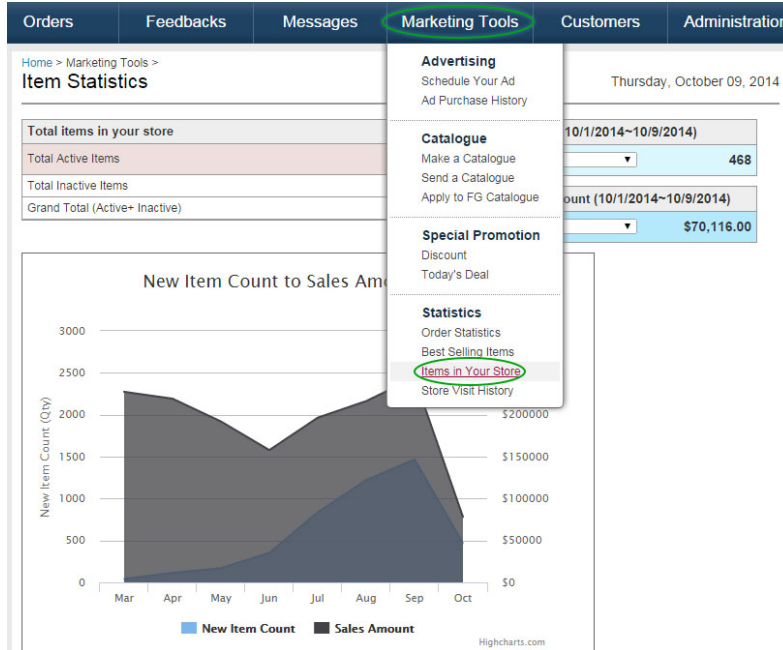 Orders Feedbacks Messages Marketing Tools Customers Administration
Home > Marketing Tools >
Item Statistics
Thursday, October 09, 2014
Advertising
Schedule Your Ad
Ad Purchase History
Catalogue
Make a Catalogue
Send a Catalogue
Apply to FG Catalogue
Special Promotion
Discount
Today's Deal
Statistics
Order Statistics
Best Selling Items
Items in Your Store
Store Visit History
Total items in your store
Total Active Items
Total Inactive Items
Grand Total (Active+ Inactive)
10/1/2014~10/9/2014)
468
ount (10/1/2014~10/9/2014)
$70,116.00
New Item Count to Sales Am
New Item Count (Qty)
3000
2500
2000
1500
1000
500
0
$200000
$150000
$100000
$50000
$0
Mar Apr May Jun Jul Aug Sep Oct
New Item Count Sales Amount
Highcharts.com